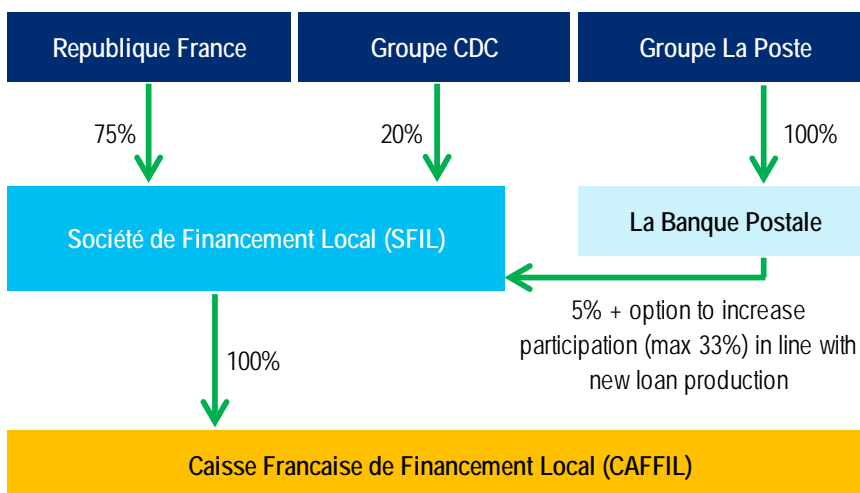 Republique France
Groupe CDC
Groupe La Poste
75%
20%
100%
Société de Financement Local (SFIL)
La Banque Postale
5% + option to increase
participation (max 33%) in line with
new loan production
100%
Caisse Francaise de Financement Local (CAFFIL)